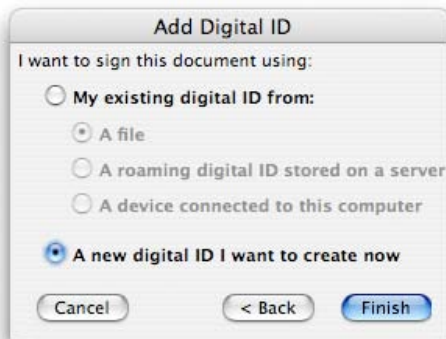 Add Digital ID
I want to sign this document using:
My existing digital ID from:
A file
A roaming digital ID stored on a server
A device connected to this computer
A new digital ID I want to create now
Cancel < Back Finish